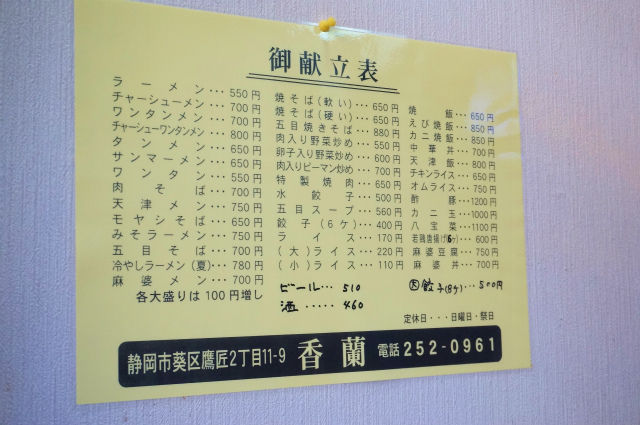 御献立表
ラーメン・・・550円
チャーシューメン・・・700円
ワンタンメン・・・700円
チャーシューワンタンメン・・・800円
タンメン・・・550円
サンマーメン・・・650円
ワンタン・・・550円
肉そば・・・700円
天津メン・・・750円
モヤシそば・・・650円
みそラーメン・・・750円
五目そば・・・700円
冷やしラーメン(夏)・・・780円
麻婆メン・・・700円
各大盛りは100円増し
焼そば(軟い)・・・650円
焼そば(硬い)・・・650円
五目焼きそば・・・880円
肉入り野菜炒め・・・550円
卵子入り野菜炒め・・・600円
肉入りピーマン炒め・・・700円
特製焼肉・・・650円
水餃子・・・500円
五目スープ・・・560円
餃子(6ケ)・・・400円
ライス・・・170円
(大)ライス・・・220円
(小)ライス・・・110円
ビール・・・510
酒・・・・・460
焼飯・・・650円
えび焼飯・・・850円
カニ焼飯・・・850円
中華丼・・・700円
天津飯・・・800円
チキンライス・・・650円
オムライス・・・750円
酢豚・・・1200円
カニ玉・・・1000円
八宝菜・・・1100円
若鶏唐揚げ(6ヶ)・・・600円
麻婆豆腐・・・750円
麻婆丼・・・700円
㊅餃子(8ケ)・・・500円
定休日・・・日曜日・祭日
静岡市葵区鷹匠2丁目11-9 香蘭 電話252-0961